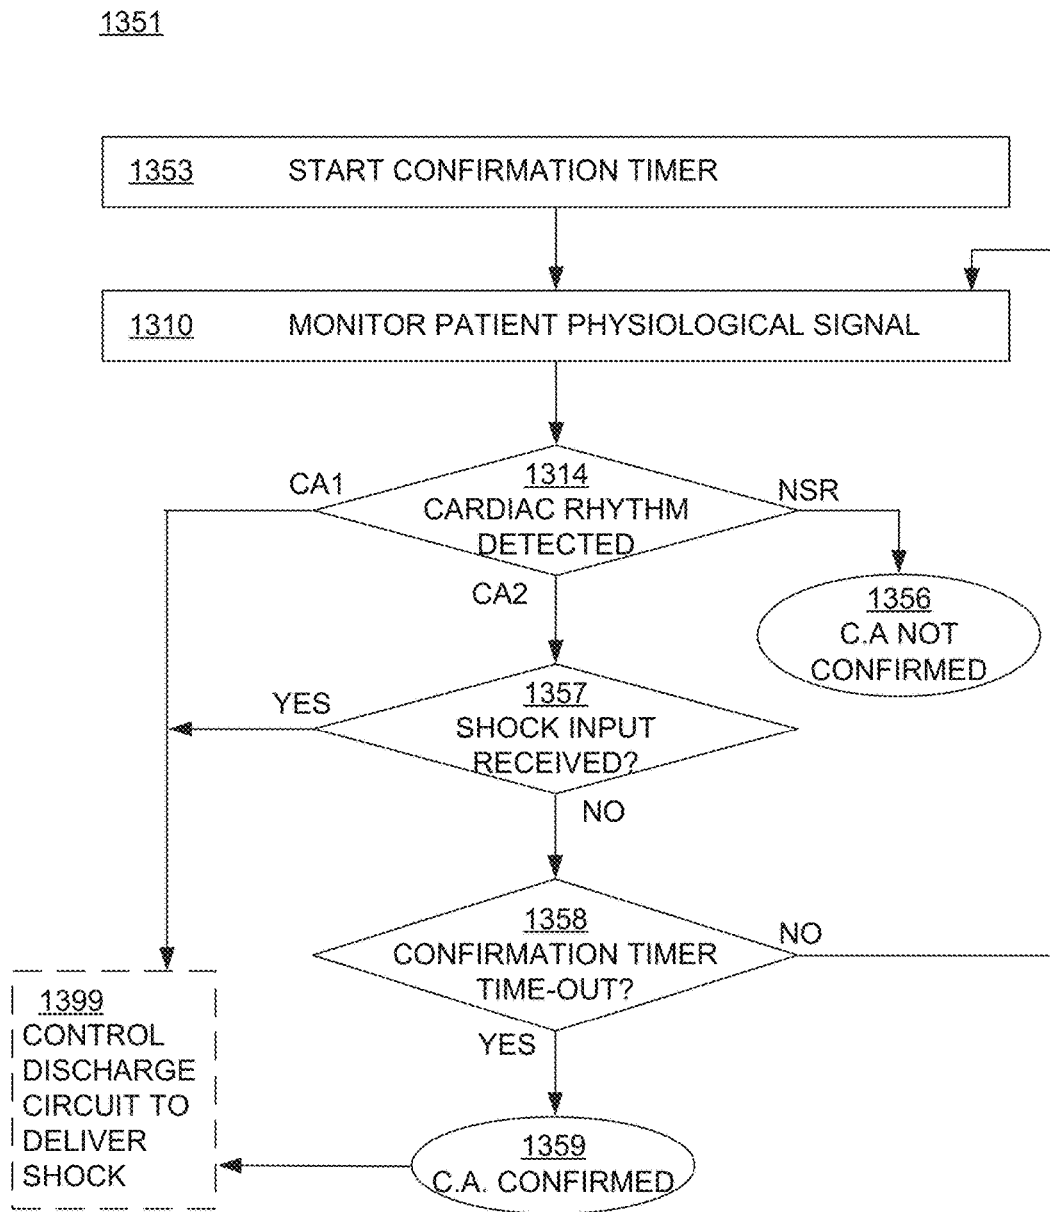 1351
1353 START CONFIRMATION TIMER
1310 MONITOR PATIENT PHYSIOLOGICAL SIGNAL
CA1
1314
CARDIAC RHYTHM
DETECTED
NSR
CA2
1356
C.A NOT
CONFIRMED
YES
1357
SHOCK INPUT
RECEIVED?
NO
1358
CONFIRMATION TIMER
TIME-OUT?
NO
YES
1399
CONTROL
DISCHARGE
CIRCUIT TO
DELIVER
SHOCK
1359
C.A. CONFIRMED